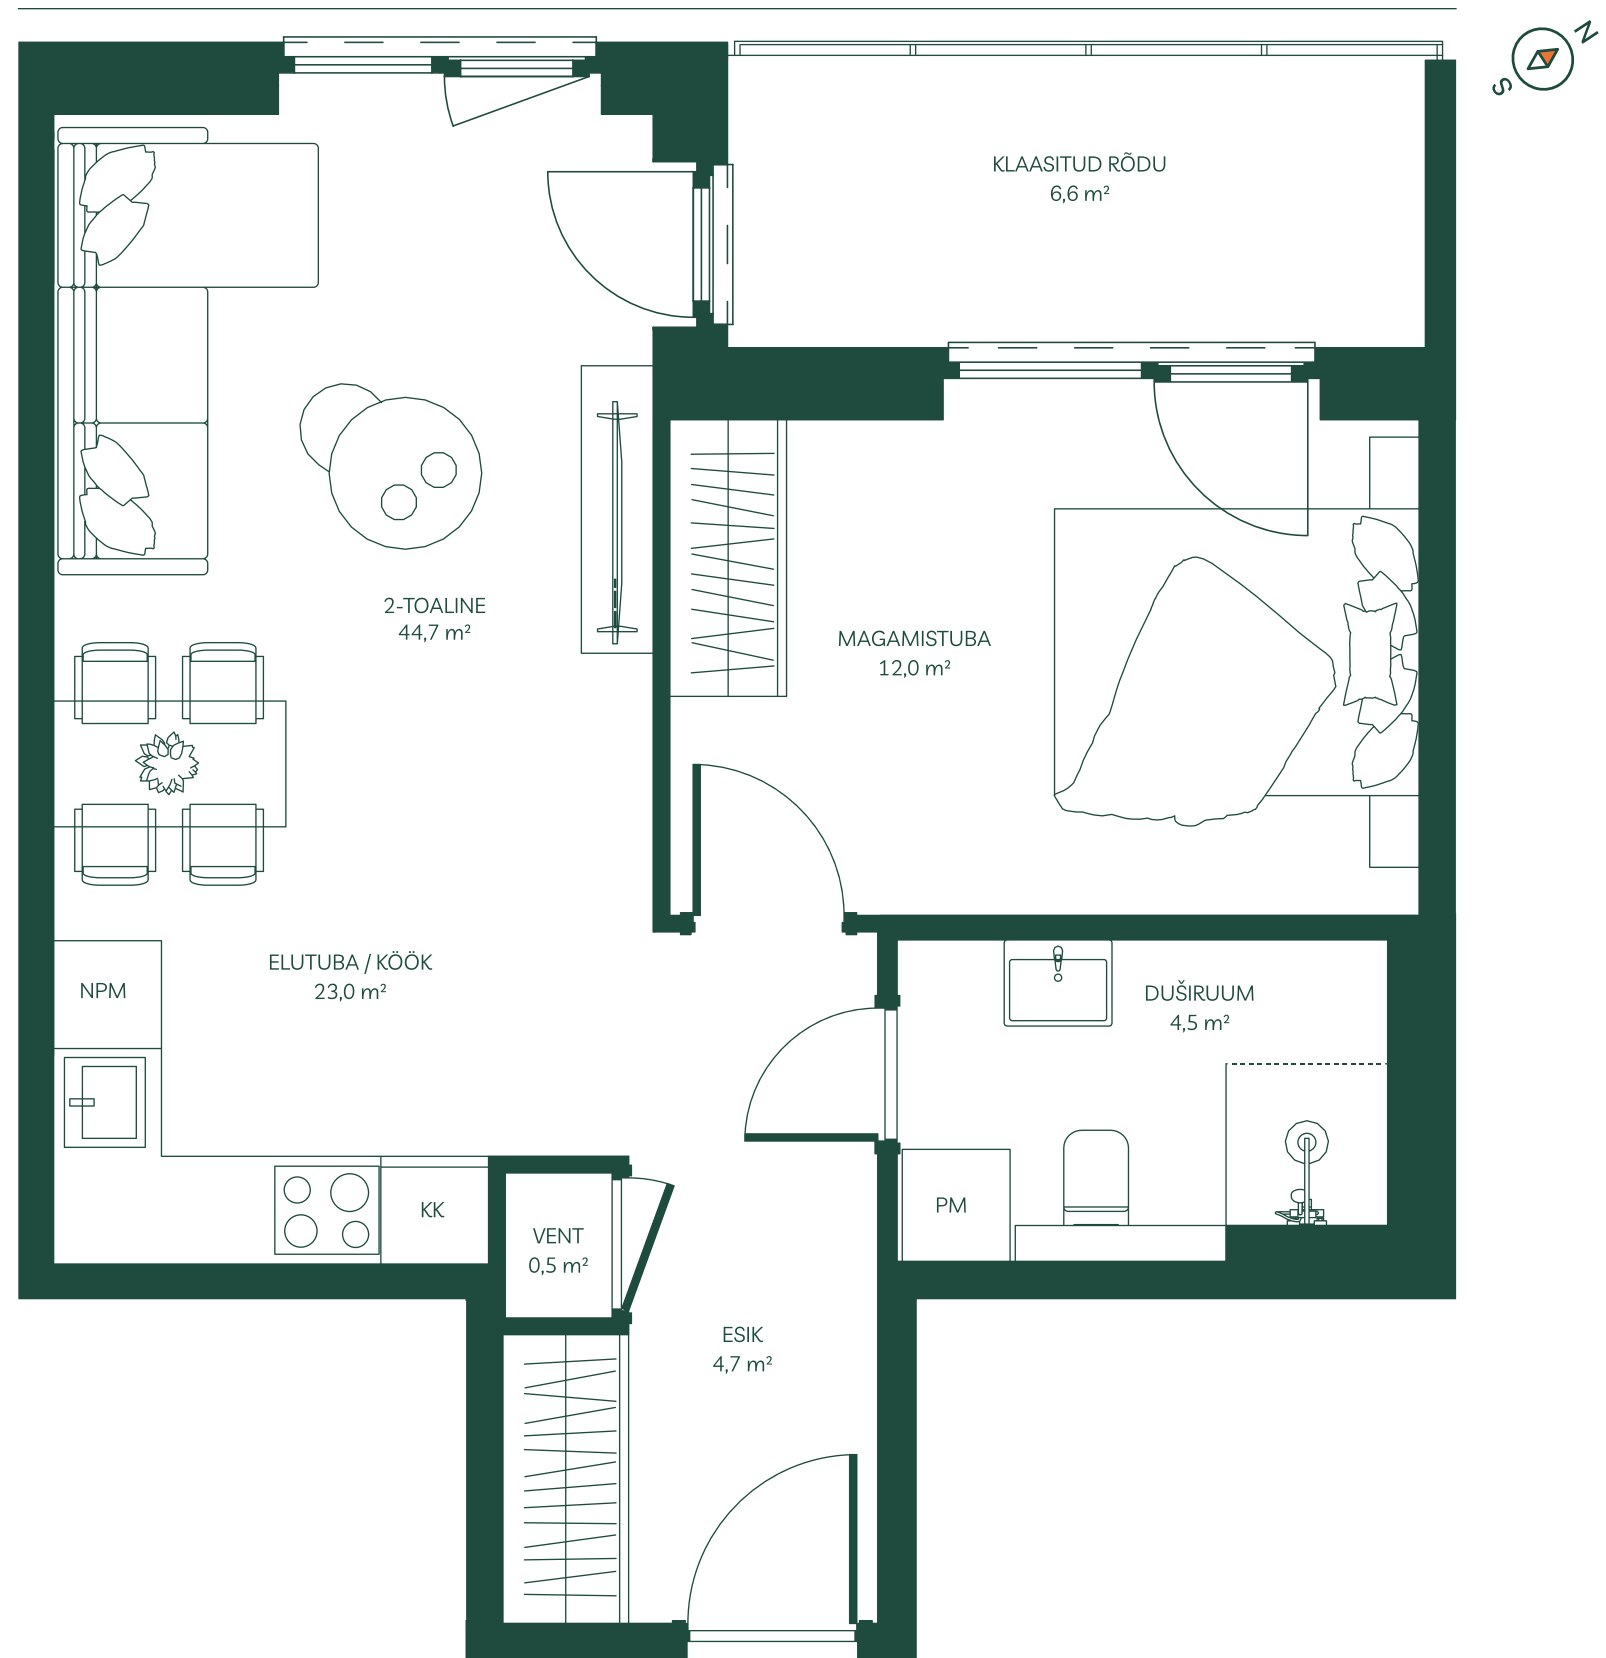 N
S
KLAASITUD RÕDU
6,6 m²
2-TOALINE
44,7 m²
MAGAMISTUBA
12,0 m²
ELUTUBA / KÖÖK
23,0 m²
NPM
DUŠIRUUM
4,5 m²
PM
KK
VENT
0,5 m²
ESIK
4,7 m²